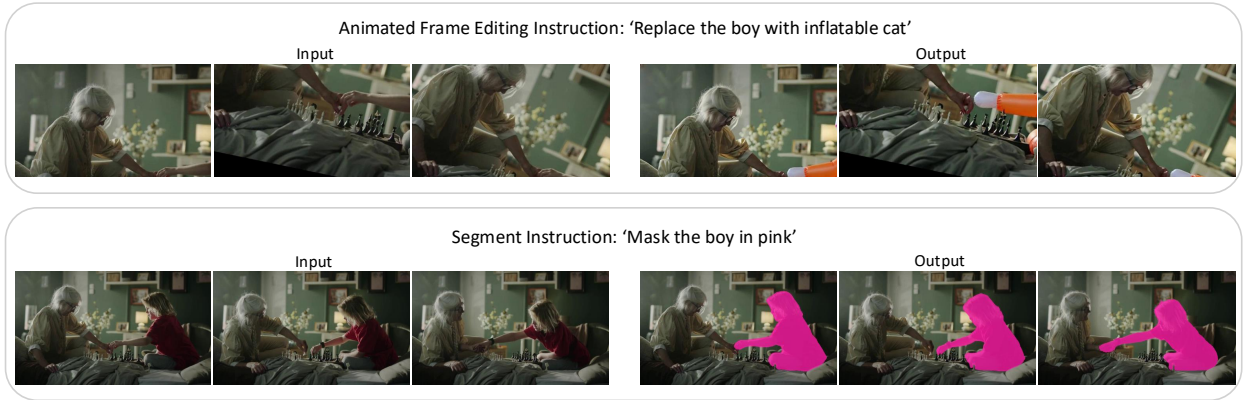 Animated Frame Editing Instruction: ‘Replace the boy with inflatable cat’
Input
Output
Segment Instruction: ‘Mask the boy in pink’
Input
Output